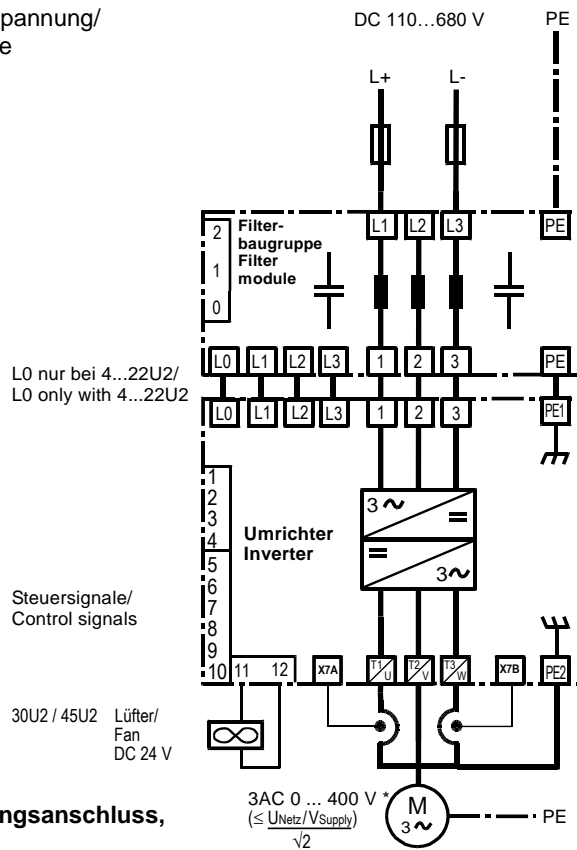 pannung/
e
DC 110...680 V
PE
L+
L-
2
1
0
Filter-
baugruppe
Filter
module
L1
L2
L3
PE
L0
L1
L2
L3
1
2
3
PE
L0 nur bei 4...22U2/
L0 only with 4...22U2
L0
L1
L2
L3
1
2
3
PE1
1
2
3
4
5
6
7
8
9
10
11
12
Umrichter
Inverter
3
3
Steuersignale/
Control signals
X7A
T1/U
T2/V
T3/W
X7B
PE2
30U2 / 45U2
Lüfter/
Fan
DC 24 V
ngsanschluss,
3AC 0 ... 400 V *
(≤ UNetz/VSupply)
√2
M
3
PE